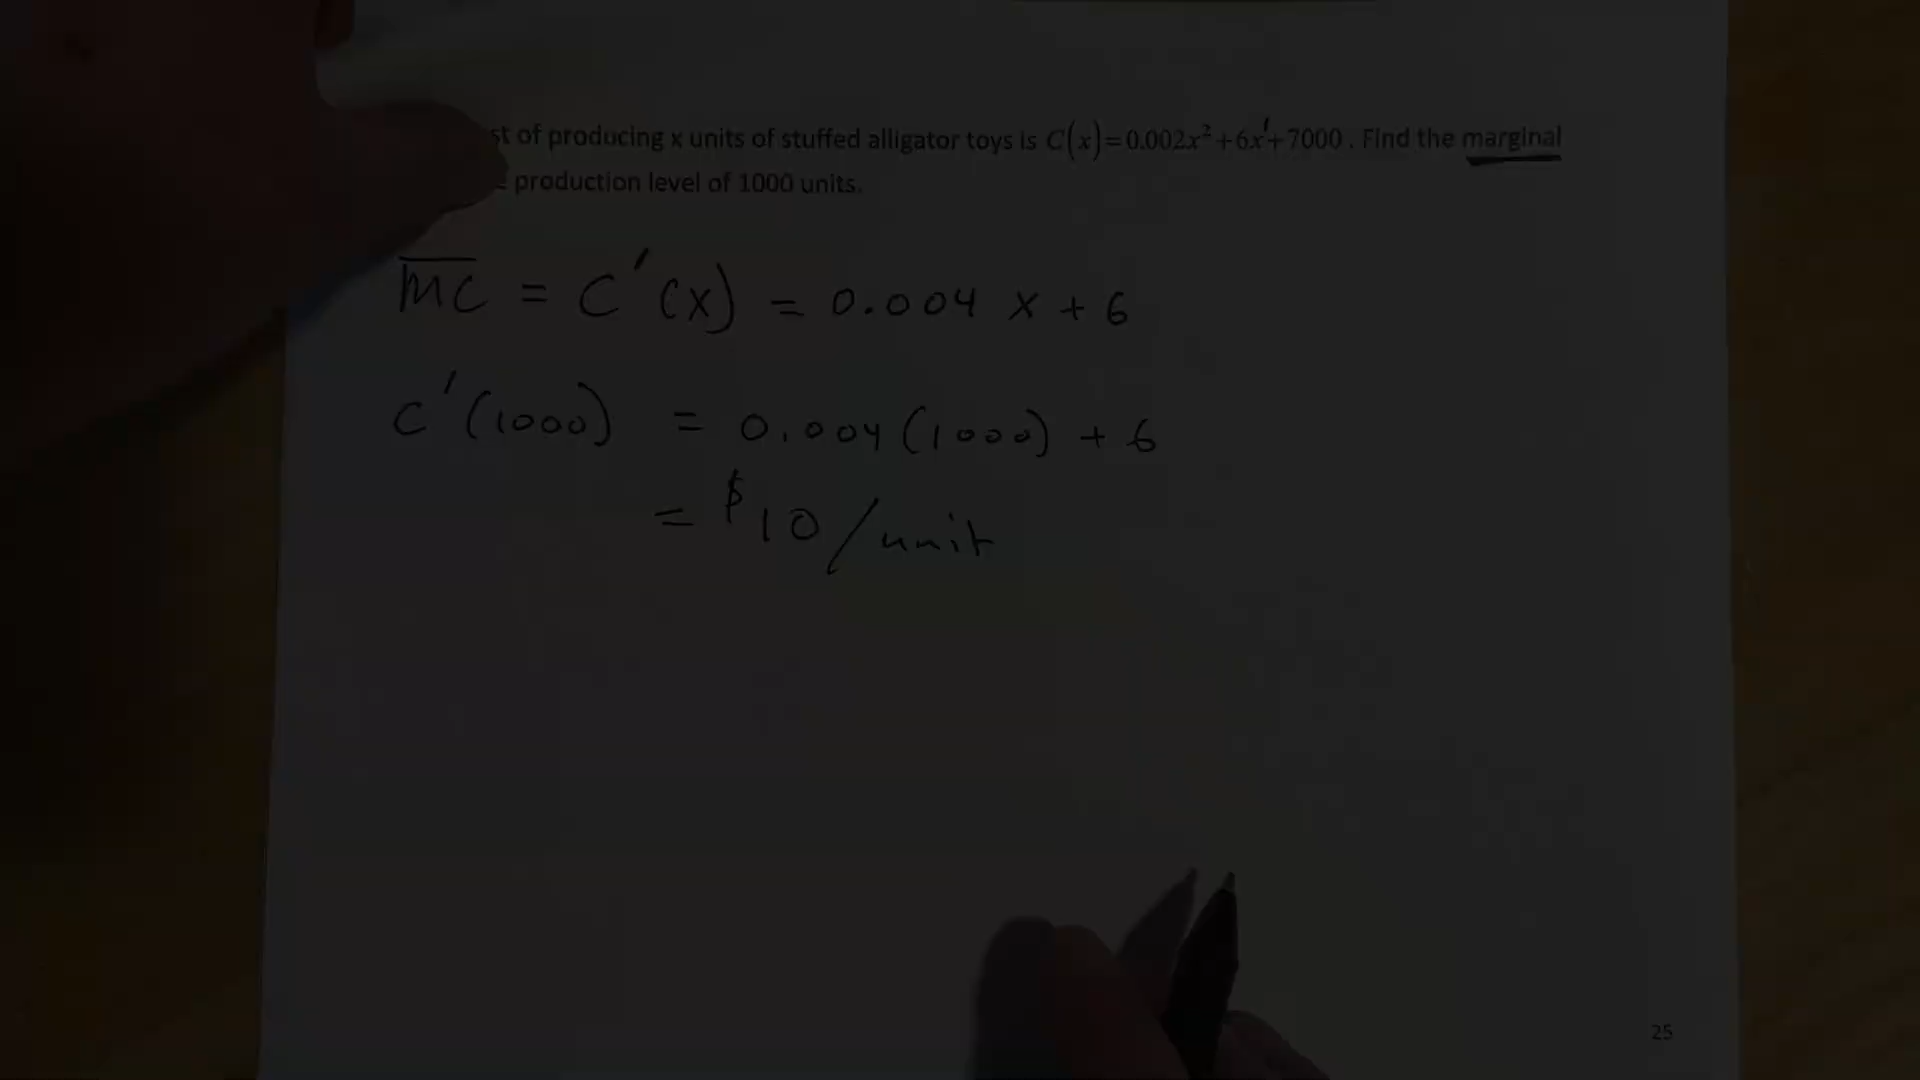 st of producing x units of stuffed alligator toys is C(x)=0.002x²+6x'+7000. Find the marginal
production level of 1000 units.
MC = C'(x) = 0.004 x + 6
C'(1000) = 0.004(1000) + 6
= $10/unit
25